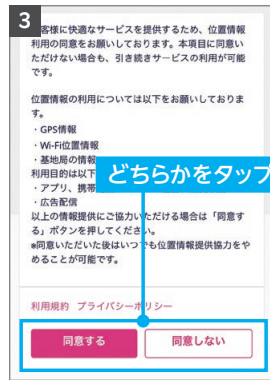 3
客様に快適なサービスを提供するため、位置情報
利用の同意をお願いしております。本項目に同意い
ただけない場合も、引き続きサービスの利用が可能
です。
位置情報の利用については以下をお願いしておりま
す。
・GPS情報
・Wi-Fi位置情報
・基地局の情報
利用目的は以下
・アプリ、携帯
・広告配信
どちらかをタップ
以上の情報提供にご協力いただける場合は「同意す
る」ボタンを押してください。
※同意いただいた後はいつでも位置情報提供協力をや
めることが可能です。
利用規約 プライバシーポリシー
同意する
同意しない